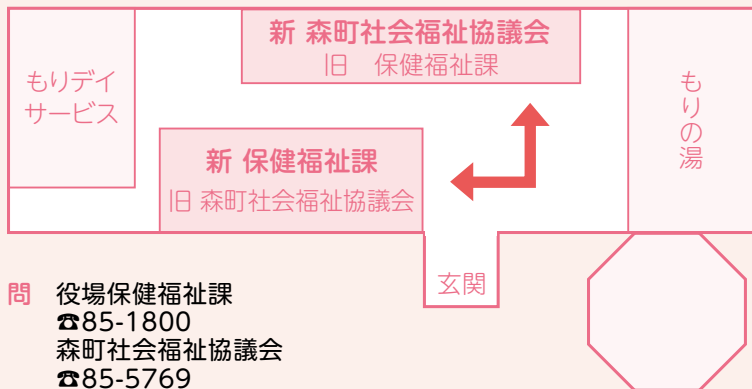 新 森町社会福祉協議会
旧　保健福祉課
もりデイ
サービス
もりの湯
新 保健福祉課
旧 森町社会福祉協議会
玄関
問　役場保健福祉課
☎85-1800
森町社会福祉協議会
☎85-5769